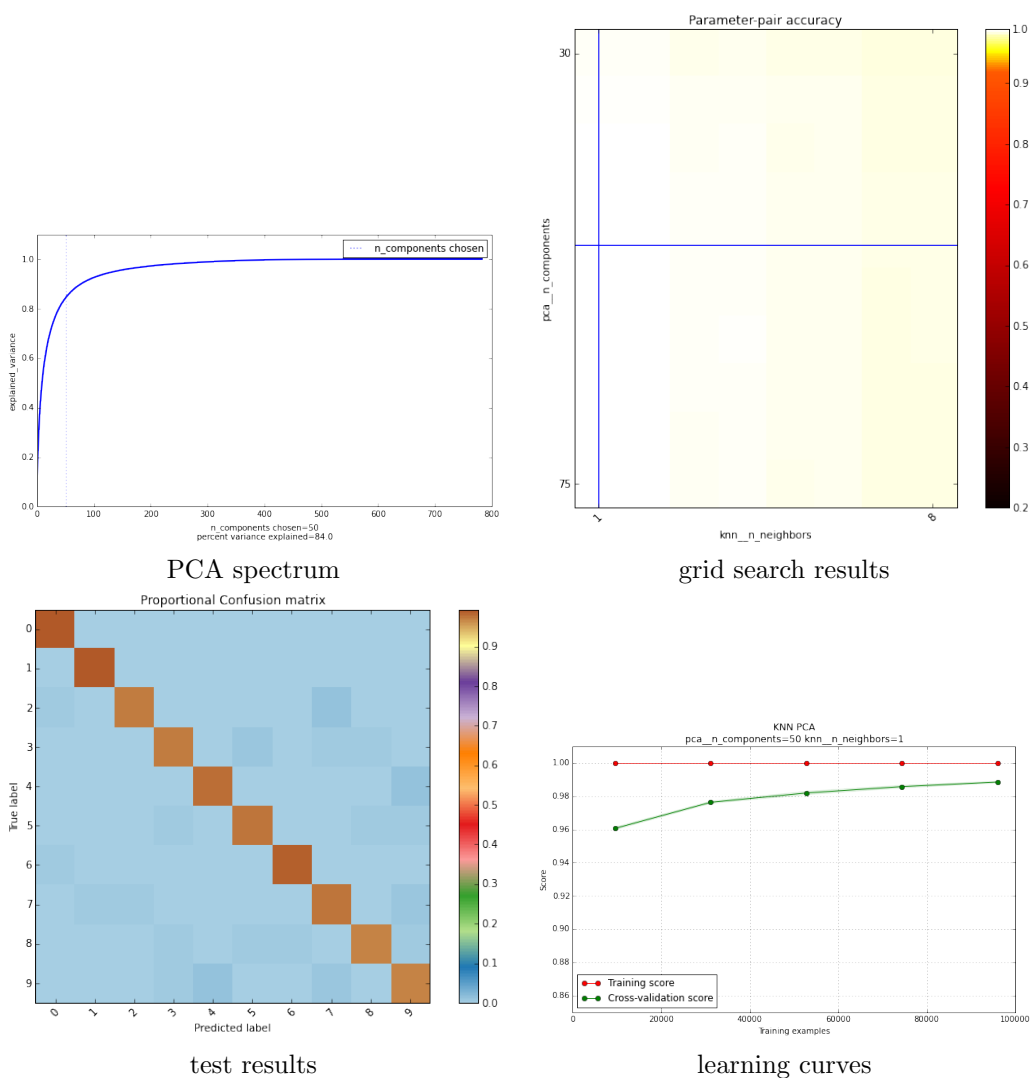 Parameter-pair accuracy
30
75
pca__n_components
1
8
knn__n_neighbors
1.0
0.9
0.8
0.7
0.6
0.5
0.4
0.3
0.2
n_components chosen
1.0
0.8
0.6
0.4
0.2
0.0
explained_variance
0 100 200 300 400 500 600 700 800
n_components chosen=50
percent variance explained=84.0
PCA spectrum
grid search results
Proportional Confusion matrix
0
1
2
3
4
5
6
7
8
9
True label
0 1 2 3 4 5 6 7 8 9
Predicted label
0.9
0.8
0.7
0.6
0.5
0.4
0.3
0.2
0.1
0.0
KNN PCA
pca__n_components=50 knn__n_neighbors=1
1.00
0.98
0.96
0.94
0.92
0.90
0.88
0.86
Score
Training score
Cross-validation score
0 20000 40000 60000 80000 100000
Training examples
test results
learning curves